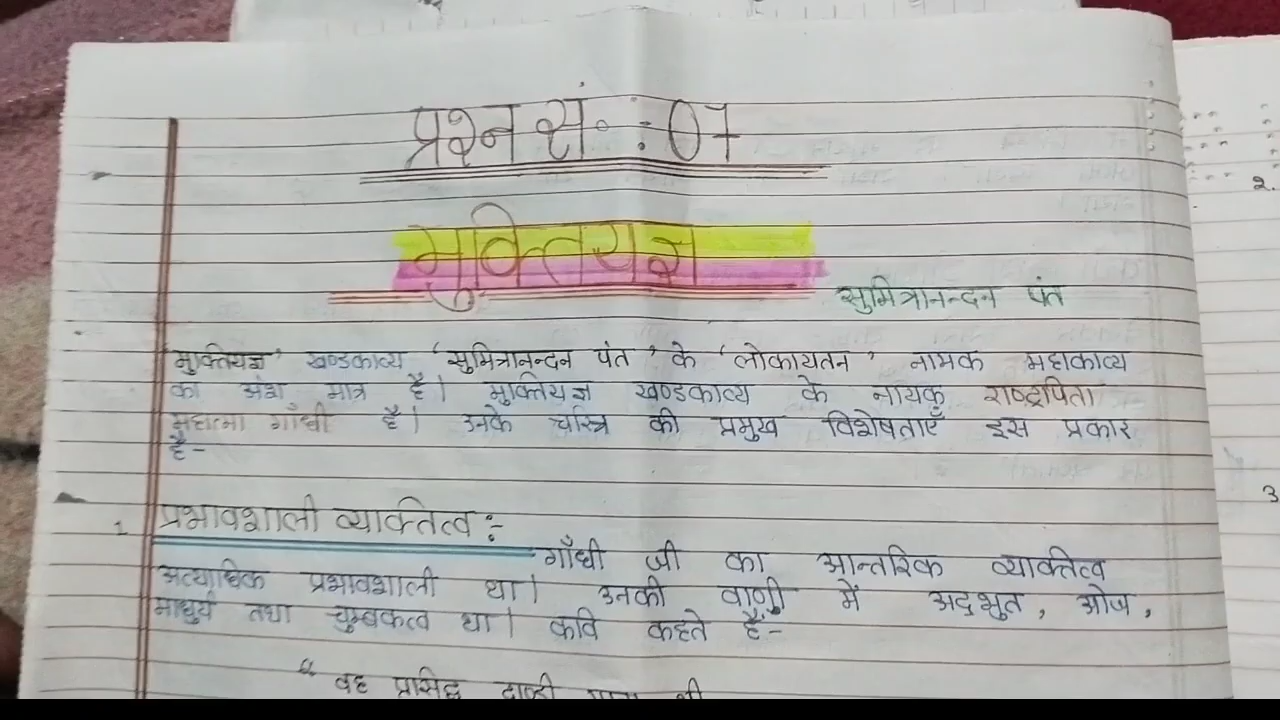 प्रश्न सं० :- 07
मुक्तियज्ञ
सुमित्रानन्दन पंत
मुक्तियज्ञ' खण्डकाव्य 'सुमित्रानन्दन पंत' के 'लोकायतन' नामक महाकाव्य
का अंश मात्र है। मुक्तियज्ञ खण्डकाव्य के नायक राष्ट्रपिता
महात्मा गाँधी है। उनके चरित्र की प्रमुख विशेषताएँ इस प्रकार
है-
1 प्रभावशाली व्यक्तित्व :-
गाँधी जी का आन्तरिक व्यक्तित्व
अत्याधिक प्रभावशाली था। उनकी वाणी में अद्भुत, ओज,
माधुर्य तथा चुम्बकत्व था। कवि कहते हैं-
“ वह प्रसिद्ध दाण्डी
2.
3